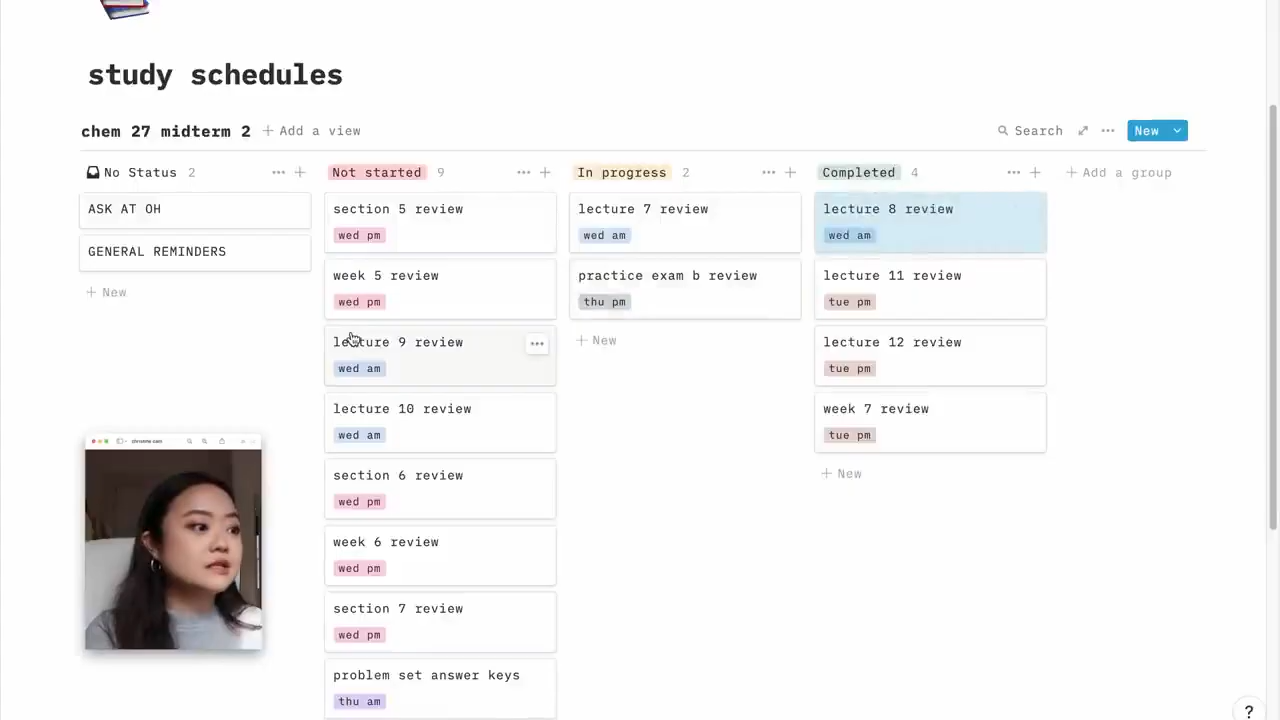 study schedules
chem 27 midterm 2
+ Add a view
Search
New
No Status 2
ASK AT OH
GENERAL REMINDERS
+ New
Not started 9
section 5 review
wed pm
week 5 review
wed pm
lecture 9 review
wed am
lecture 10 review
wed am
section 6 review
wed pm
week 6 review
wed pm
section 7 review
wed pm
problem set answer keys
thu am
In progress 2
lecture 7 review
wed am
practice exam b review
thu pm
+ New
Completed 4
lecture 8 review
wed am
lecture 11 review
tue pm
lecture 12 review
tue pm
week 7 review
tue pm
+ New
+ Add a group
?